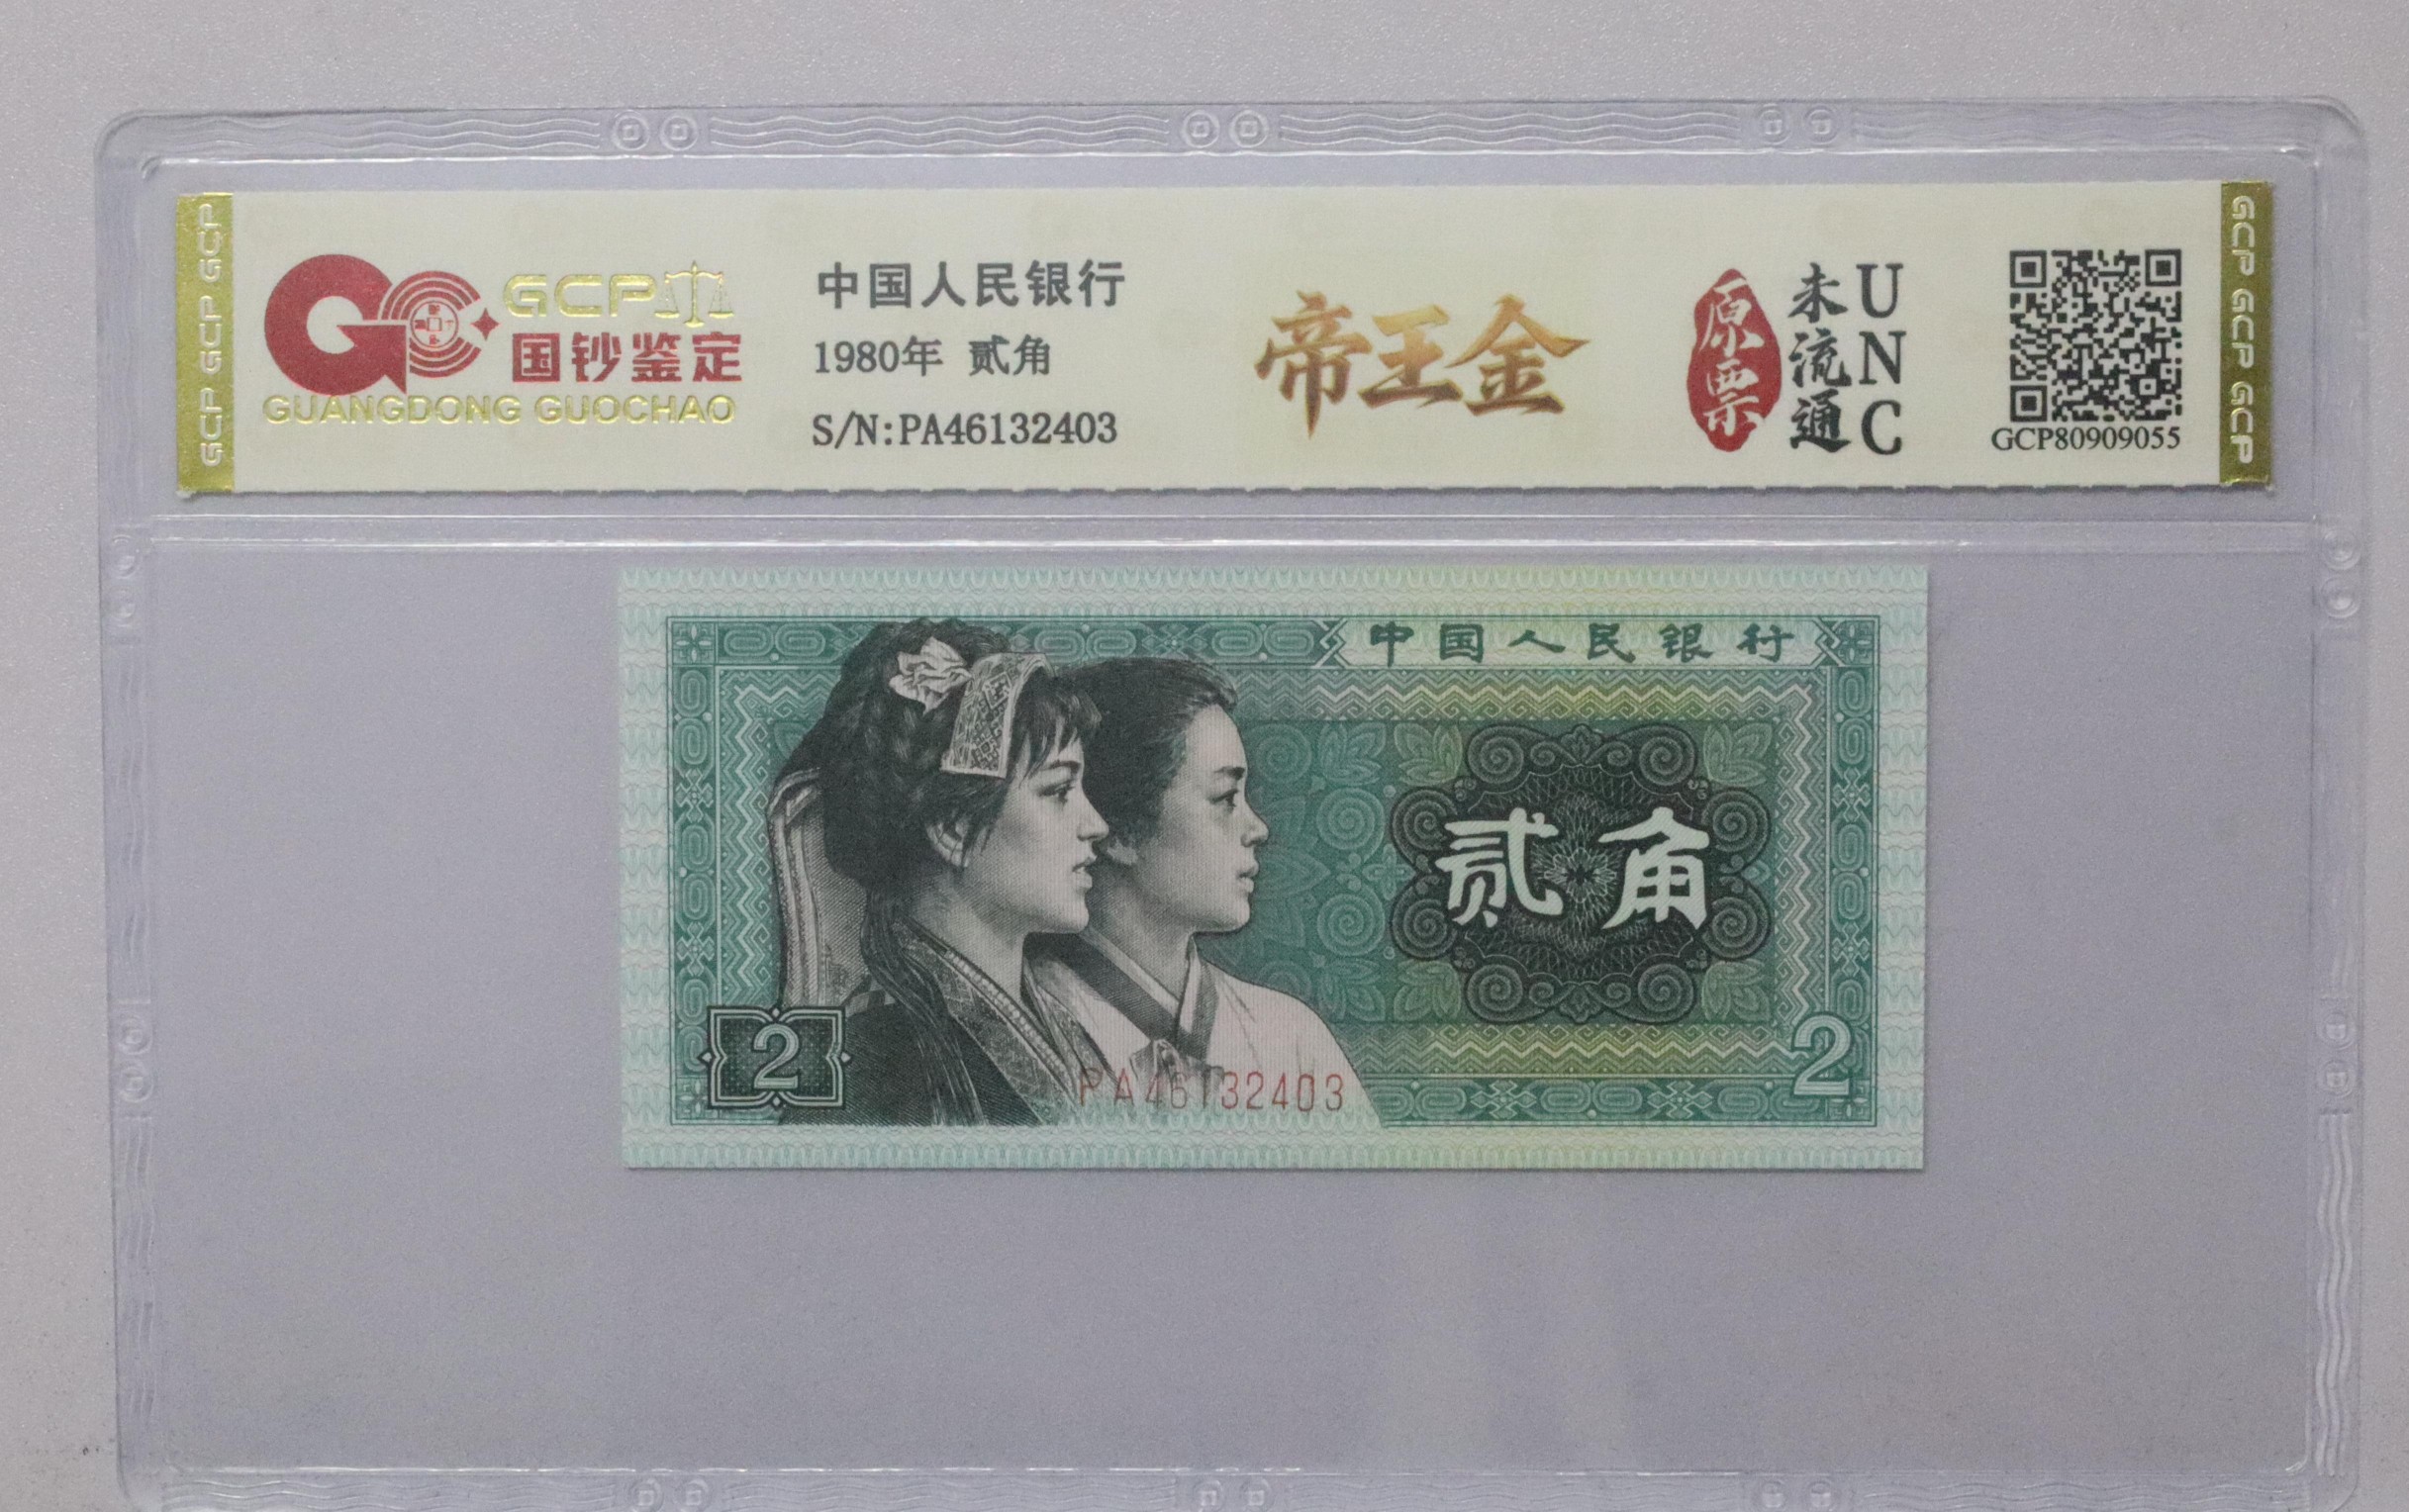 GCP GCP GCP
GCP
国钞鉴定
GUANGDONG GUOCHAO
中国人民银行
1980年 贰角
S/N:PA46132403
帝王金
原票
未流通
UNC
GCP80909055
GCP GCP GCP
中国人民银行
贰角
2
2
PA46132403